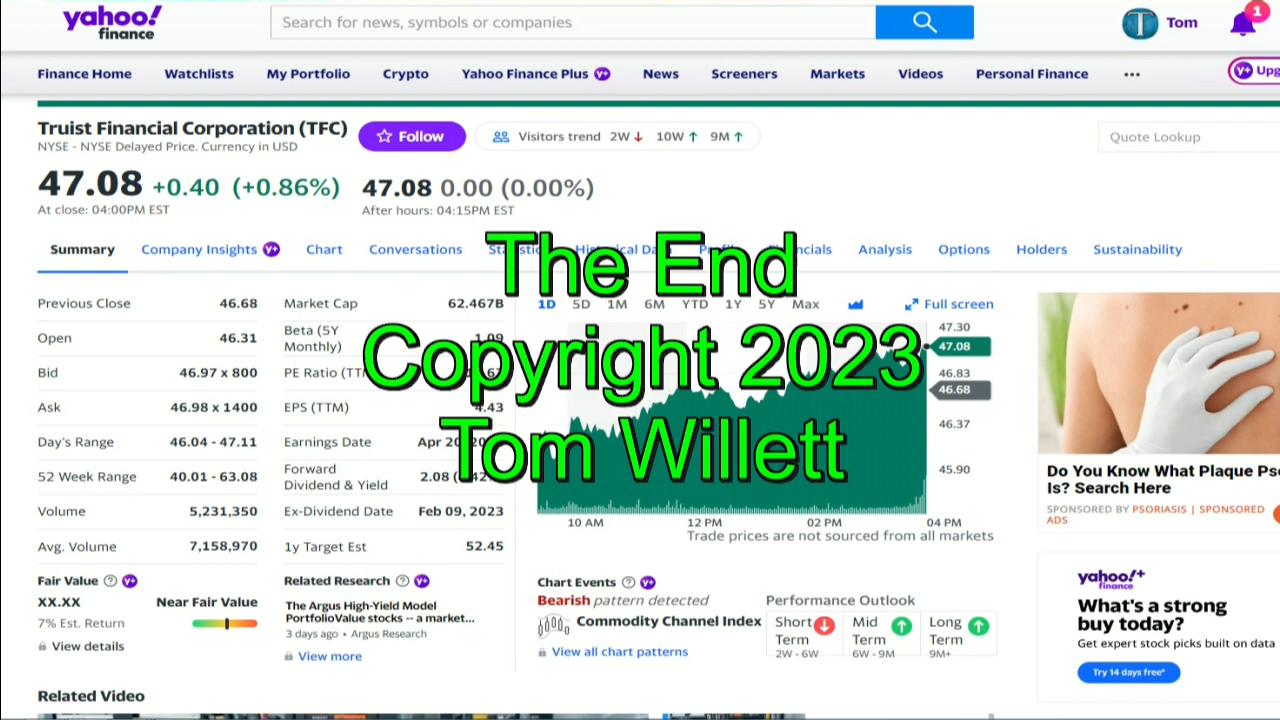 yahoo!
finance
Search for news, symbols or companies
Tom
1
Finance Home Watchlists My Portfolio Crypto Yahoo Finance Plus Y+ News Screeners Markets Videos Personal Finance ...
Y+ Upg
Truist Financial Corporation (TFC)
Follow
Visitors trend 2W ↓ 10W ↑ 9M ↑
Quote Lookup
NYSE - NYSE Delayed Price. Currency in USD
47.08 +0.40 (+0.86%)
At close: 04:00PM EST
47.08 0.00 (0.00%)
After hours: 04:15PM EST
Summary Company Insights Y+ Chart Conversations Historical Analysis Options Holders Sustainability
The End
Copyright 2023
Tom Willett
Previous Close 46.68
Open 46.31
Bid 46.97 x 800
Ask 46.98 x 1400
Day's Range 46.04 - 47.11
52 Week Range 40.01 - 63.08
Volume 5,231,350
Avg. Volume 7,158,970
Market Cap 62.467B
Beta (5Y
Monthly) 1.09
PE Ratio
EPS (TTM) 4.43
Earnings Date Apr
Forward
Dividend & Yield 2.08
Ex-Dividend Date Feb 09, 2023
1y Target Est 52.45
1D 5D 1M 6M YTD 1Y 5Y Max
Full screen
47.30
47.08
46.83
46.68
46.37
45.90
10 AM 12 PM 02 PM 04 PM
Trade prices are not sourced from all markets
Fair Value Y+
XX.XX Near Fair Value
7% Est. Return
View details
Related Research Y+
The Argus High-Yield Model
PortfolioValue stocks -- a market...
3 days ago • Argus Research
View more
Chart Events Y+
Bearish pattern detected
Commodity Channel Index
View all chart patterns
Performance Outlook
Short
Term
2W - 6W
Mid
Term
6W - 9M
Long
Term
9M+
Do You Know What Plaque Pso
Is? Search Here
SPONSORED BY PSORIASIS | SPONSORED
ADS
yahoo!+
finance
What's a strong
buy today?
Get expert stock picks built on data
Try 14 days free*
Related Video